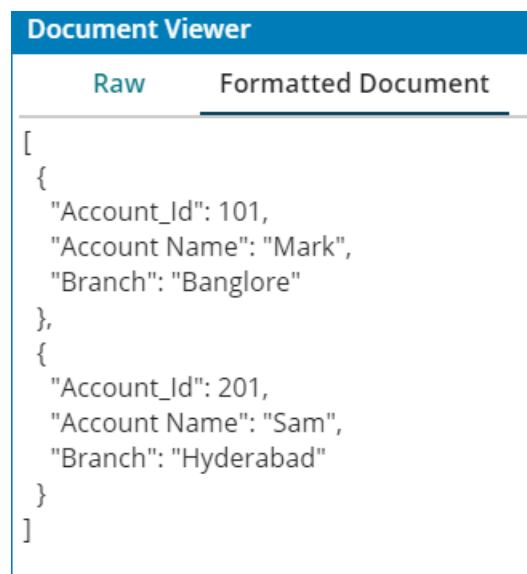 Document Viewer
Raw Formatted Document
[
{
"Account_Id": 101,
"Account Name": "Mark",
"Branch": "Banglore"
},
{
"Account_Id": 201,
"Account Name": "Sam",
"Branch": "Hyderabad"
}
]